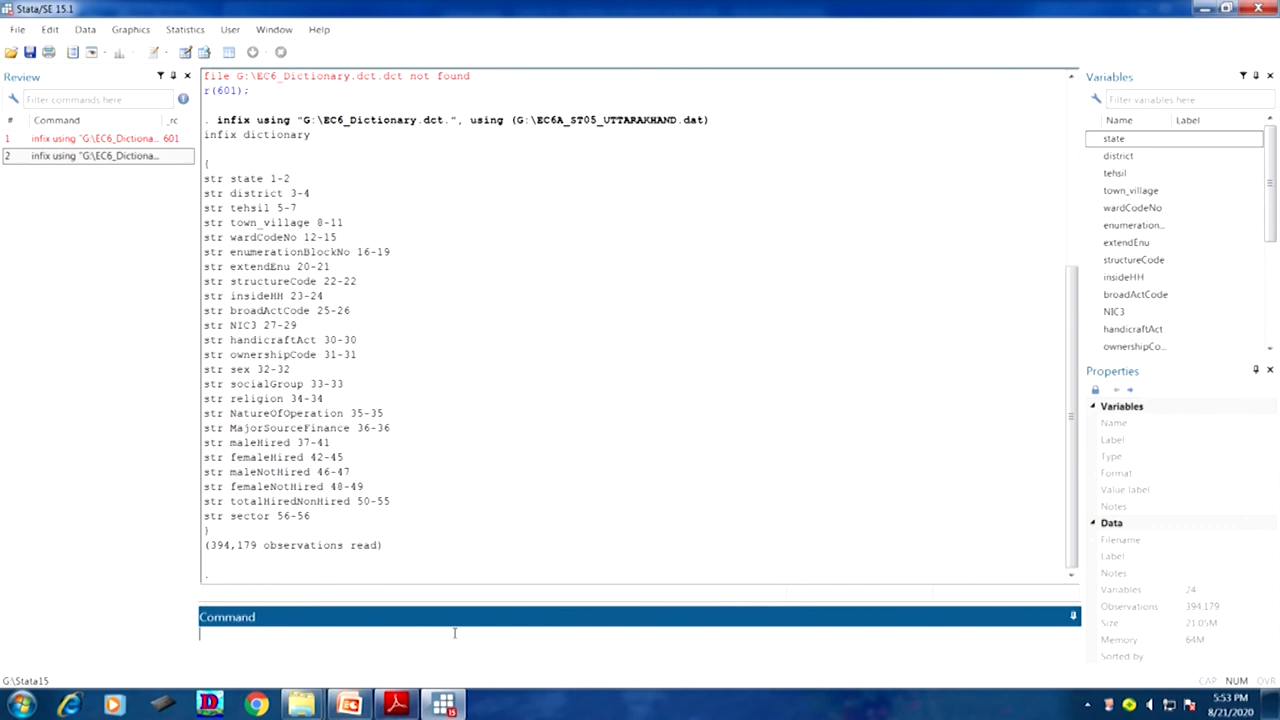 Stata/SE 15.1
File Edit Data Graphics Statistics User Window Help
Review
Filter commands here
# Command _rc
1 infix using "G:\EC6_Dictiona... 601
2 infix using "G:\EC6_Dictiona...
file G:\EC6_Dictionary.dct.dct not found
r(601);
. infix using "G:\EC6_Dictionary.dct.", using (G:\EC6A_ST05_UTTARAKHAND.dat)
infix dictionary
{
str state 1-2
str district 3-4
str tehsil 5-7
str town_village 8-11
str wardCodeNo 12-15
str enumerationBlockNo 16-19
str extendEnu 20-21
str structureCode 22-22
str insideHH 23-24
str broadActCode 25-26
str NIC3 27-29
str handicraftAct 30-30
str ownershipCode 31-31
str sex 32-32
str socialGroup 33-33
str religion 34-34
str NatureOfOperation 35-35
str MajorSourceFinance 36-36
str maleHired 37-41
str femaleHired 42-45
str maleNotHired 46-47
str femaleNotHired 48-49
str totalHiredNonHired 50-55
str sector 56-56
}
(394,179 observations read)
.
Command
Variables
Filter variables here
Name Label
state
district
tehsil
town_village
wardCodeNo
enumeration...
extendEnu
structureCode
insideHH
broadActCode
NIC3
handicraftAct
ownershipCo...
Properties
Variables
Name
Label
Type
Format
Value label
Notes
Data
Filename
Label
Notes
Variables 24
Observations 394,179
Size 21.05M
Memory 64M
Sorted by
G:\Stata15
CAP NUM OVR
5:53 PM
8/21/2020